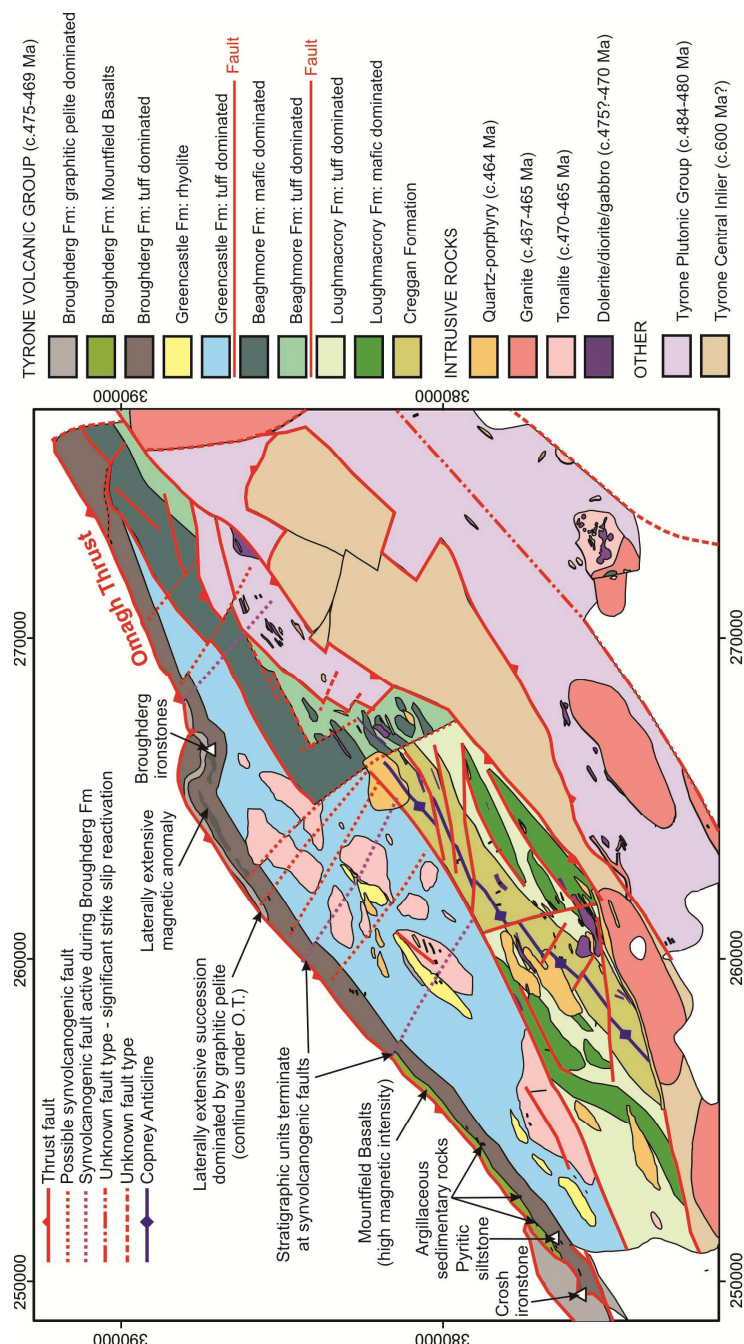 Thrust fault
Possible synvolcanogenic fault
Synvolcanogenic fault active during Broughderg Fm
Unknown fault type - significant strike slip reactivation
Unknown fault type
Copney Anticline
250000
260000
270000
390000
380000
Omagh Thrust
Broughderg
ironstones
Laterally extensive
magnetic anomaly
Laterally extensive succession
dominated by graphitic pelite
(continues under O.T.)
Stratigraphic units terminate
at synvolcanogenic faults
Mountfield Basalts
(high magnetic intensity)
Argillaceous
sedimentary rocks
Pyritic
siltstone
Crosh
ironstone
390000
380000
250000
260000
270000
TYRONE VOLCANIC GROUP (c.475-469 Ma)
Broughderg Fm: graphitic pelite dominated
Broughderg Fm: Mountfield Basalts
Broughderg Fm: tuff dominated
Greencastle Fm: rhyolite
Greencastle Fm: tuff dominated
Fault
Beaghmore Fm: mafic dominated
Beaghmore Fm: tuff dominated
Fault
Loughmacrory Fm: tuff dominated
Loughmacrory Fm: mafic dominated
Creggan Formation
INTRUSIVE ROCKS
Quartz-porphyry (c.464 Ma)
Granite (c.467-465 Ma)
Tonalite (c.470-465 Ma)
Dolerite/diorite/gabbro (c.475?-470 Ma)
OTHER
Tyrone Plutonic Group (c.484-480 Ma)
Tyrone Central Inlier (c.600 Ma?)